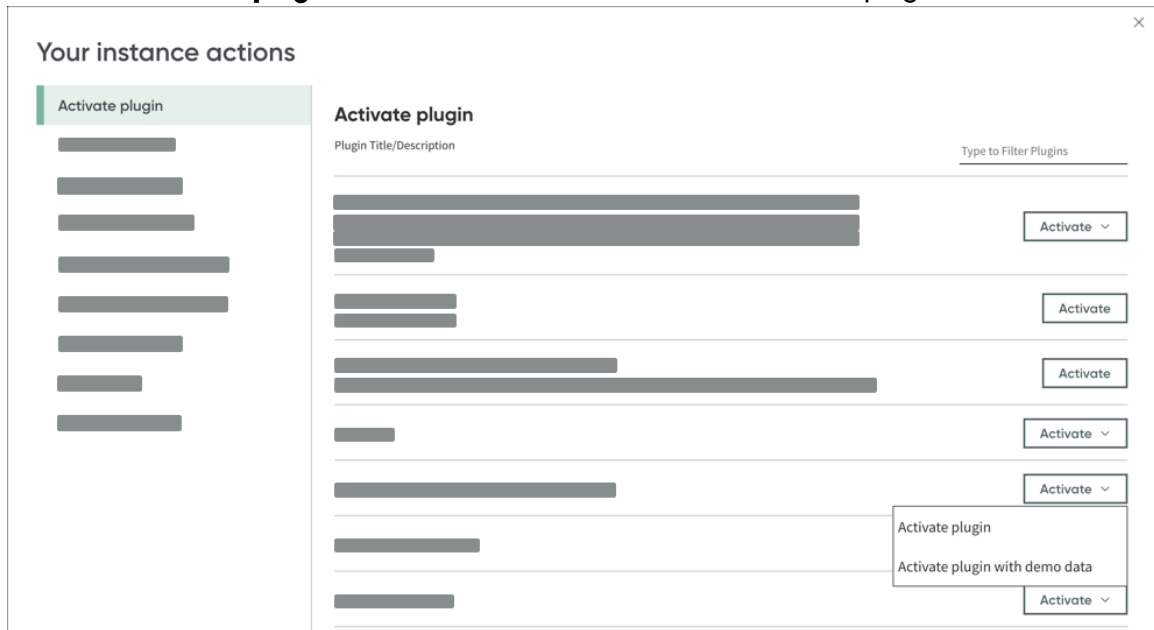 Your instance actions
Activate plugin
Activate plugin
Plugin Title/Description
Type to Filter Plugins
Activate
Activate
Activate
Activate
Activate
Activate plugin
Activate plugin with demo data
Activate